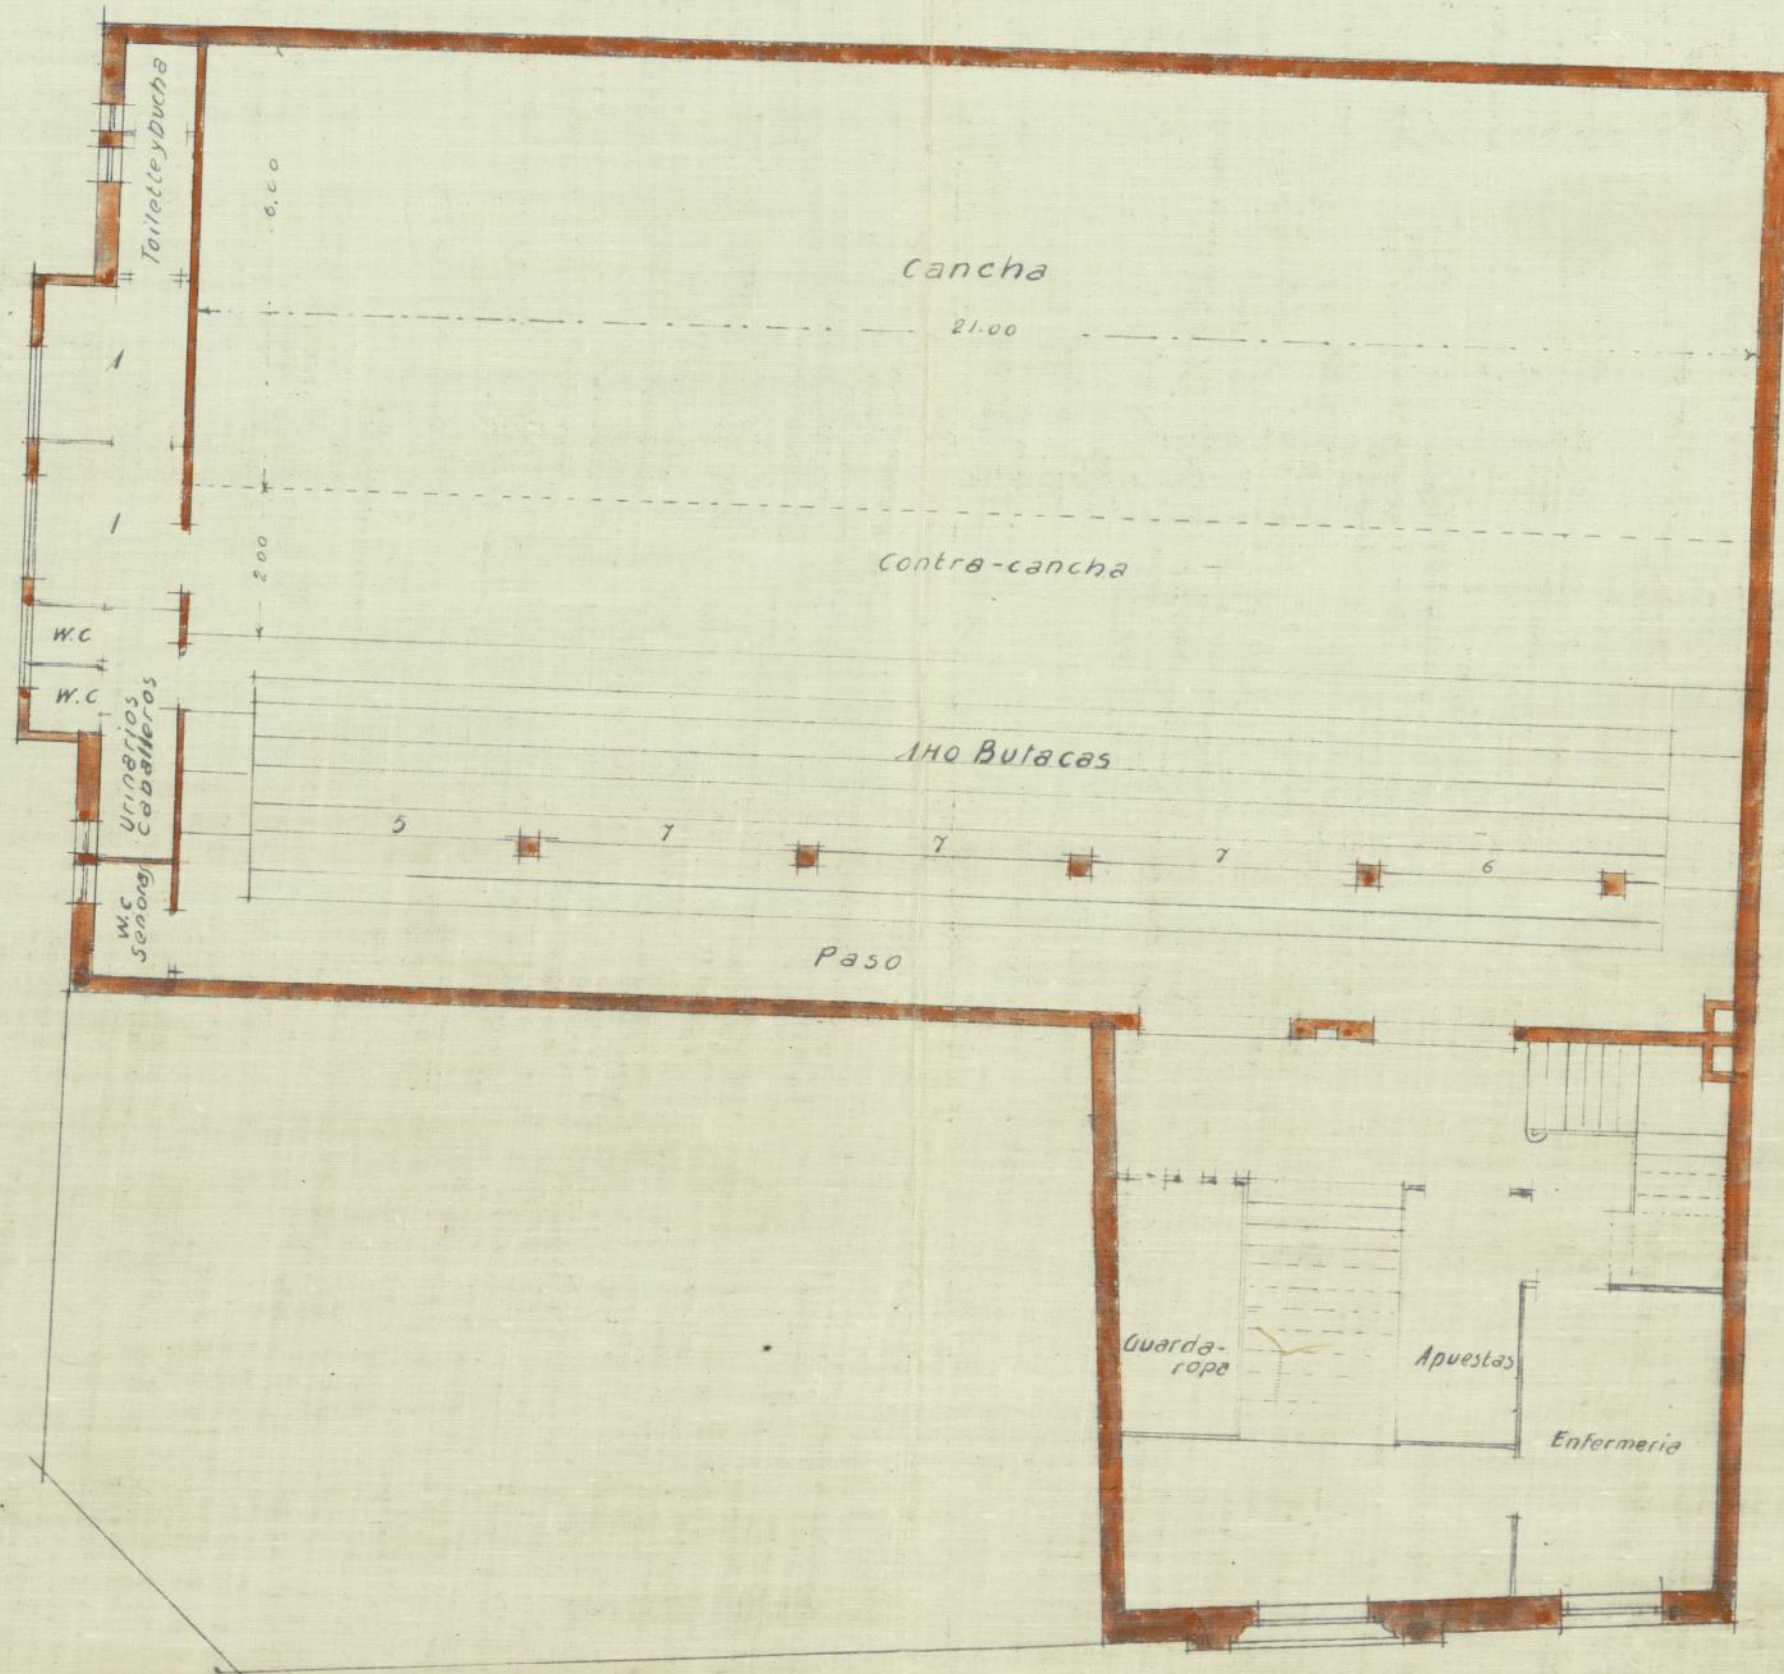 Toilette y Ducha
6.00
Cancha
21.00
2.00
Contra-cancha
1
1
W.C
W.C
Urinarios
Caballeros
140 Butacas
5
7
7
7
6
W.C
Señoras
Paso
Guarda-
ropa
Apuestas
Enfermeria